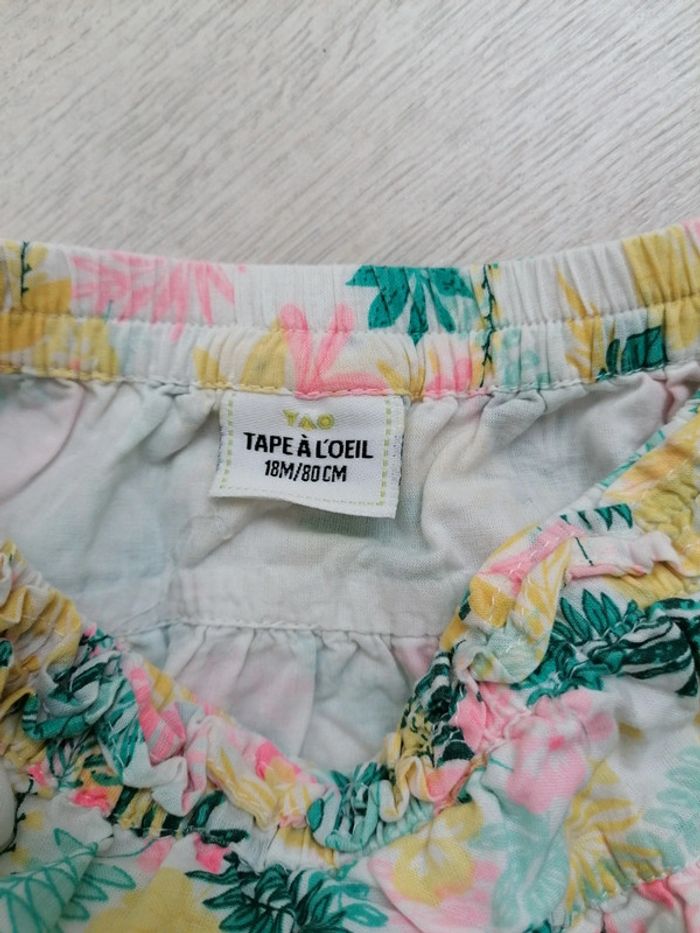 TAO
TAPE À L'OEIL
18M/80CM